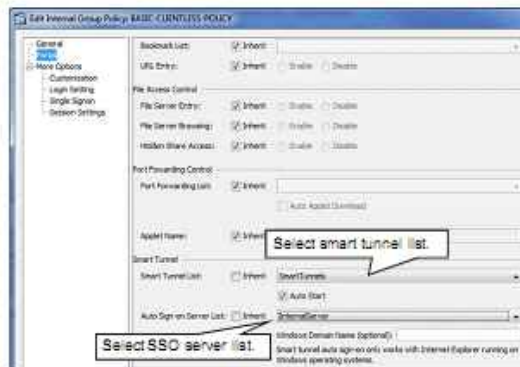 Edit Internal Group Policy: BASIC-CLIENTLESS-POLICY
General
Portal
More Options
Customization
Login Setting
Single Signon
Session Settings
Bookmark List: Inherit
URL Entry: Inherit Enable Disable
File Access Control
File Server Entry: Inherit Enable Disable
File Server Browsing: Inherit Enable Disable
Hidden Share Access: Inherit Enable Disable
Port Forwarding Control
Port Forwarding List: Inherit
Auto Applet Download
Applet Name: Inherit
Select smart tunnel list.
Smart Tunnel
Smart Tunnel List: Inherit SmartTunnels
Auto Start
Auto Sign-on Server List: Inherit InternalServer
Select SSO server list.
Windows Domain Name (optional):
Smart tunnel auto sign-on only works with Internet Explorer running on
Windows operating systems.